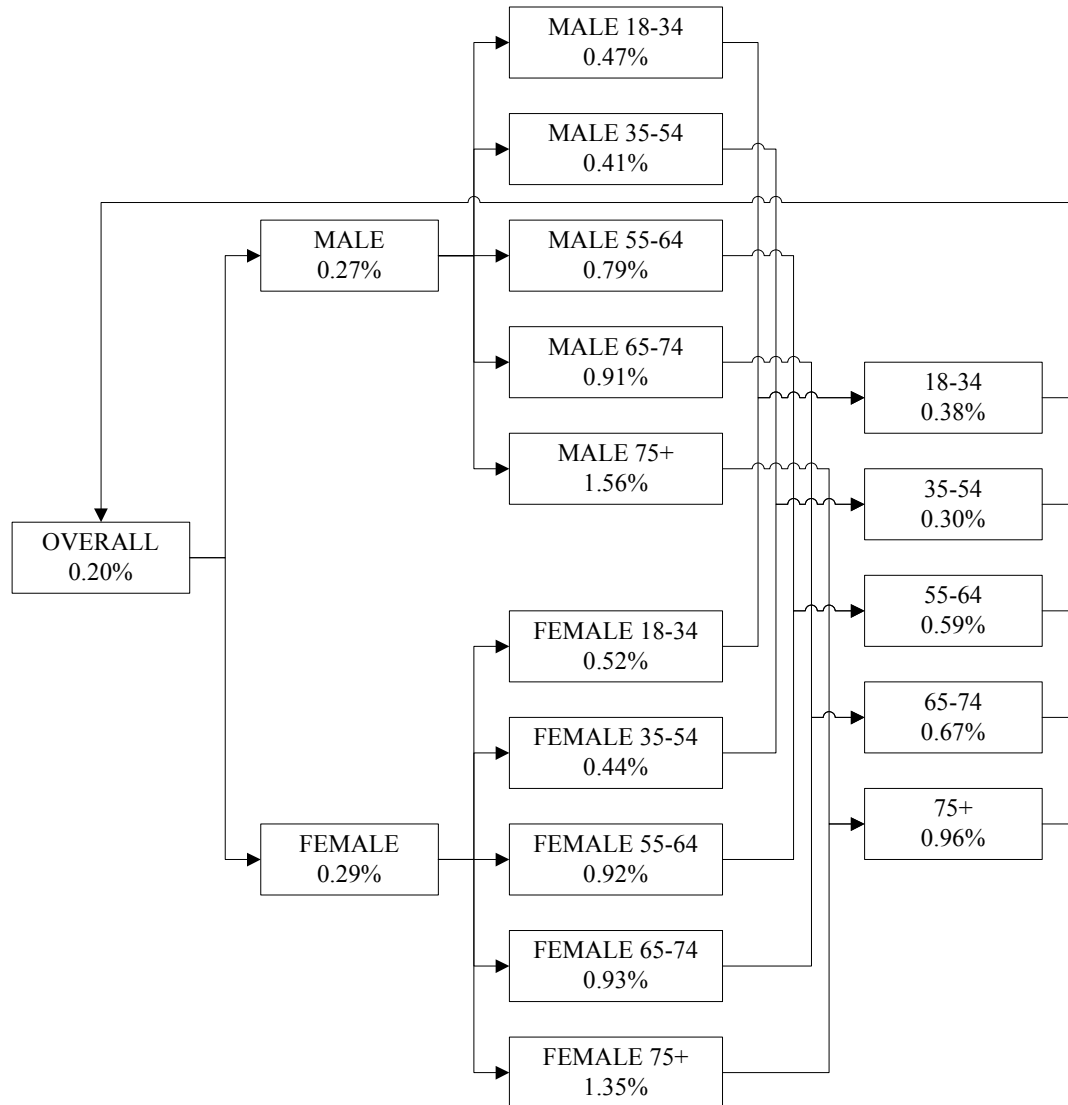 MALE 18-34
0.47%
MALE 35-54
0.41%
MALE
0.27%
MALE 55-64
0.79%
MALE 65-74
0.91%
18-34
0.38%
MALE 75+
1.56%
35-54
0.30%
OVERALL
0.20%
55-64
0.59%
FEMALE 18-34
0.52%
65-74
0.67%
FEMALE 35-54
0.44%
75+
0.96%
FEMALE
0.29%
FEMALE 55-64
0.92%
FEMALE 65-74
0.93%
FEMALE 75+
1.35%